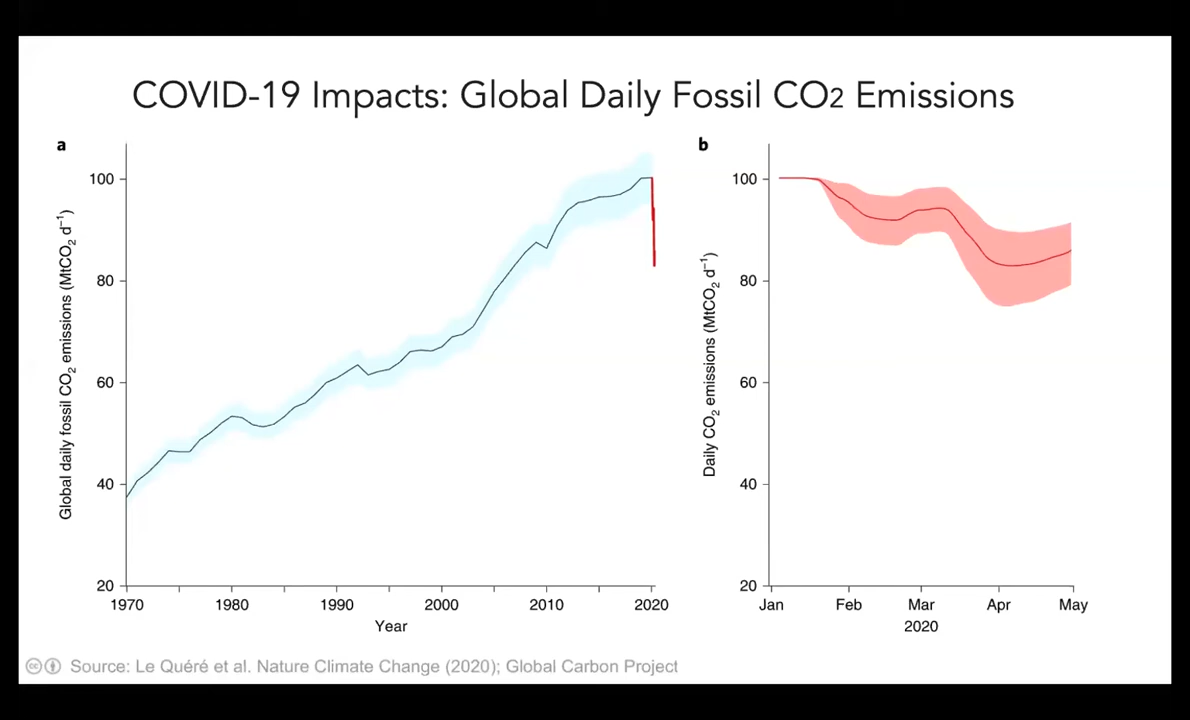 COVID-19 Impacts: Global Daily Fossil CO2 Emissions
a
Global daily fossil CO₂ emissions (MtCO₂ d⁻¹)
100
80
60
40
20
1970 1980 1990 2000 2010 2020
Year
b
Daily CO₂ emissions (MtCO₂ d⁻¹)
100
80
60
40
20
Jan Feb Mar Apr May
2020
cc Source: Le Quéré et al. Nature Climate Change (2020); Global Carbon Project